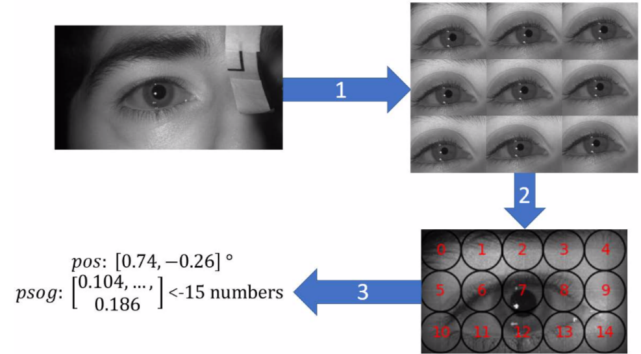 1
2
0 1 2 3 4
5 6 7 8 9
10 11 12 13 14
3
pos: [0.74, −0.26] °
psog: [0.104, …, 0.186] <-15 numbers